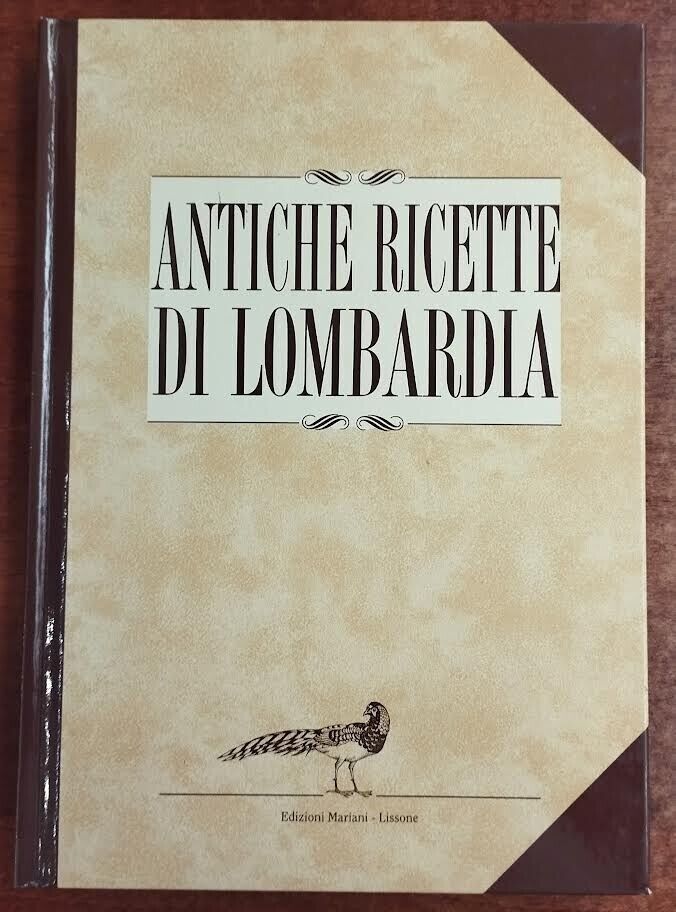 ANTICHE RICETTE
DI LOMBARDIA
Edizioni Mariani - Lissone